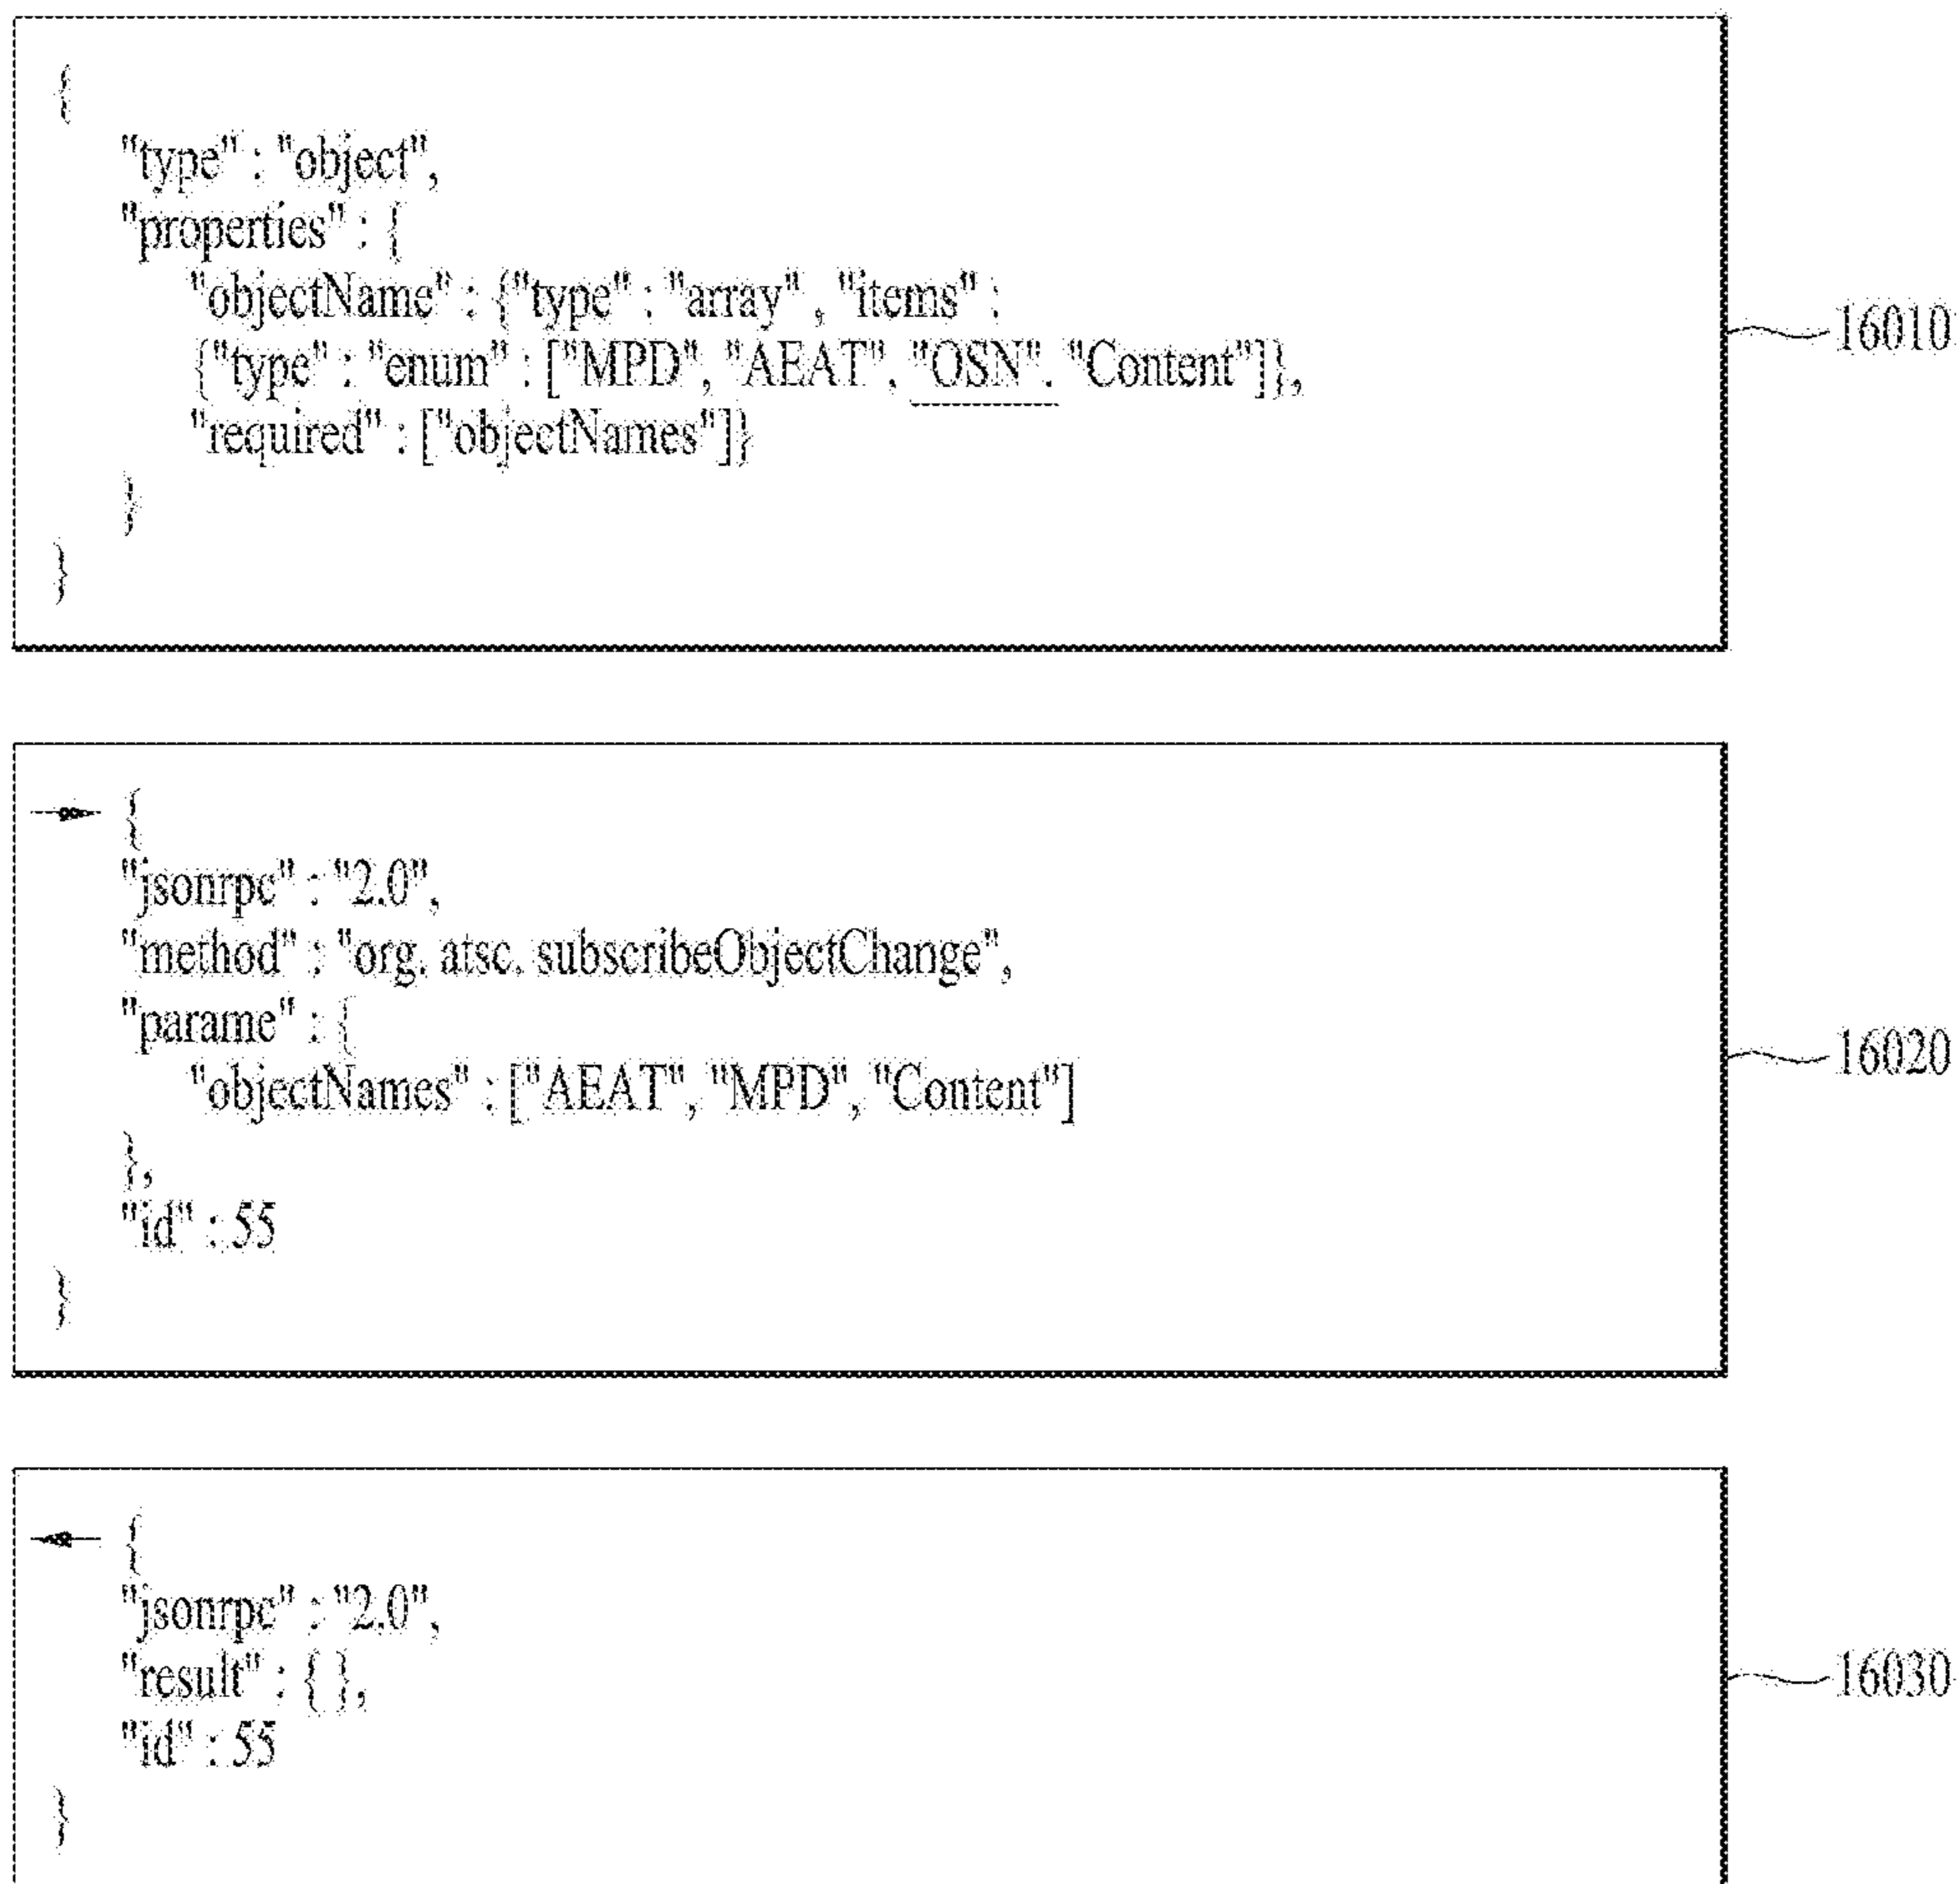 {
"type" : "object",
"properties" : {
"objectName" : {"type" : "array" , "items" :
{"type" : "enum" : ["MPD", "AEAT", "OSN", "Content"]},
"required" : ["objectNames"]}
}
}
16010
{
"jsonrpc" : "2.0",
"method" : "org. atsc. subscribeObjectChange",
"parame" : {
"objectNames" : ["AEAT", "MPD", "Content"]
},
"id" : 55
}
16020
{
"jsonrpc" : "2.0",
"result" : { },
"id" : 55
}
16030